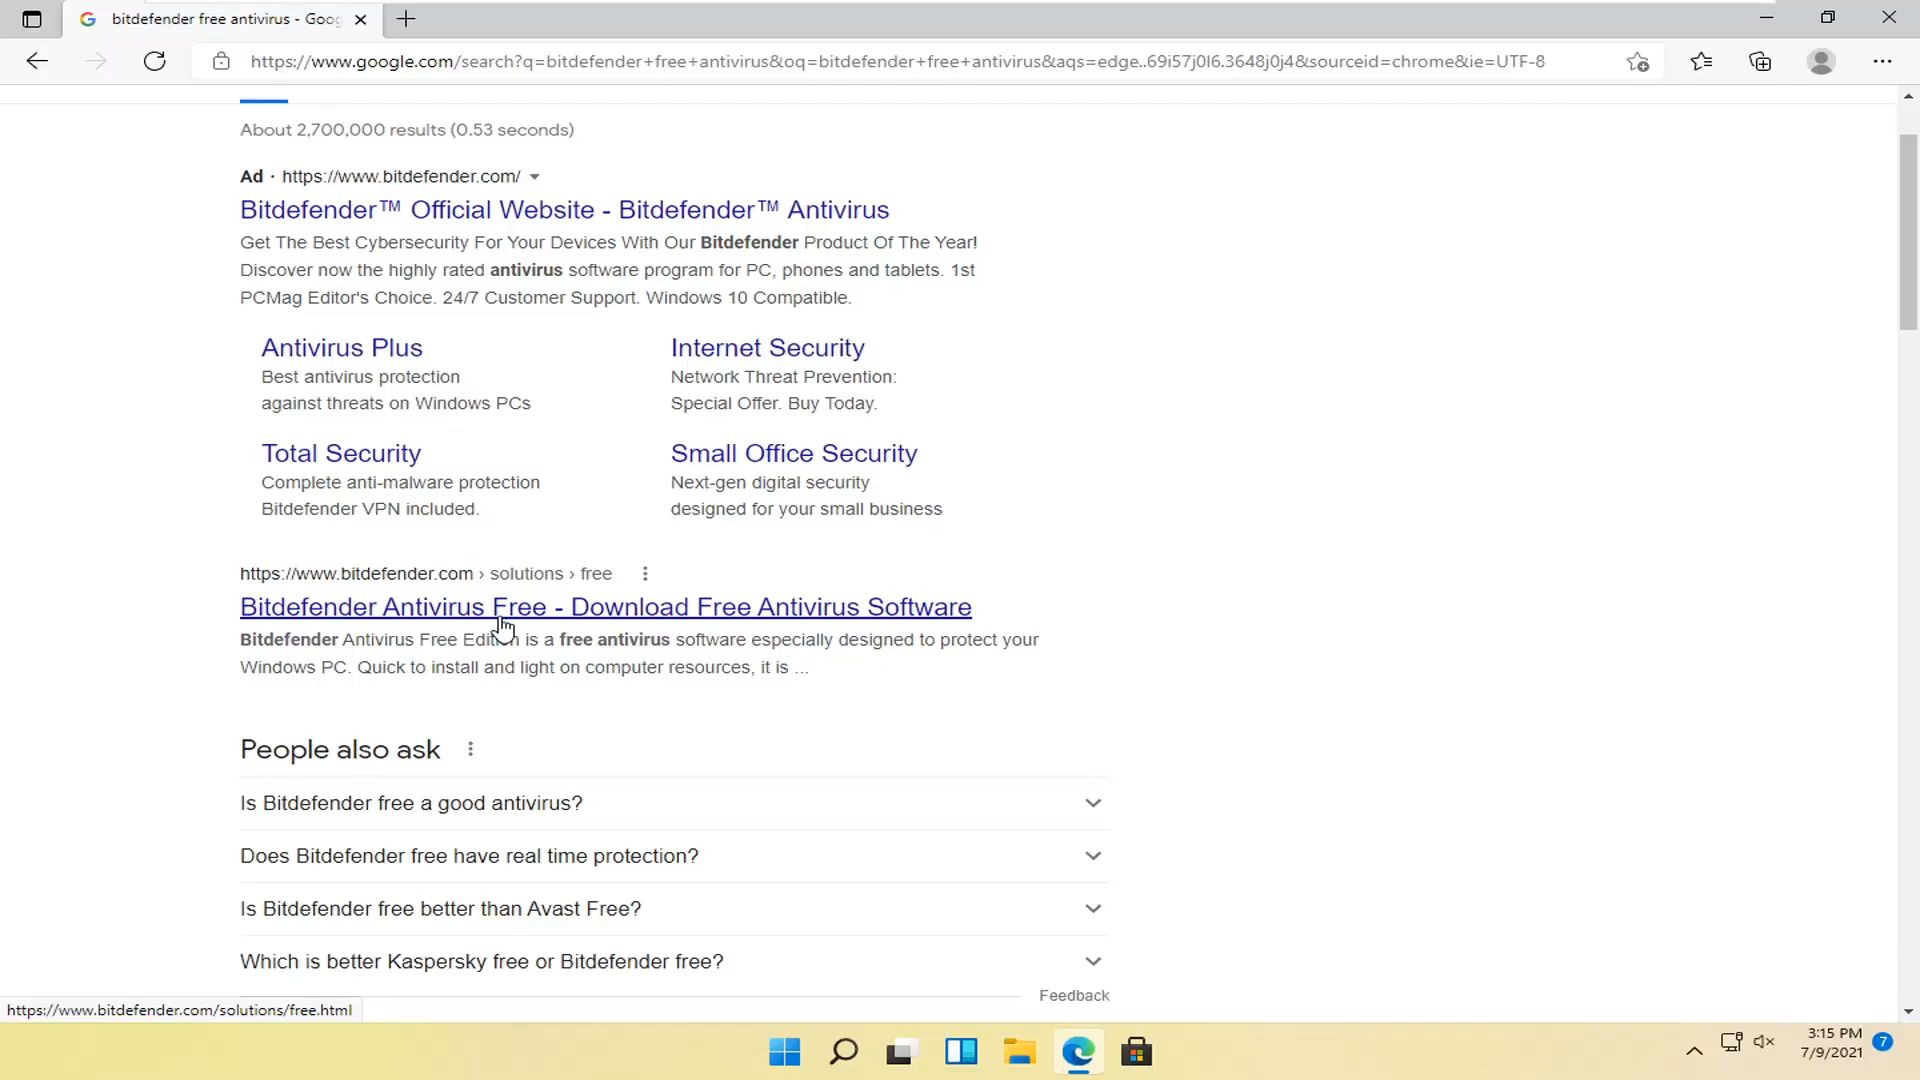 bitdefender free antivirus - Goog
https://www.google.com/search?q=bitdefender+free+antivirus&oq=bitdefender+free+antivirus&aqs=edge..69i57j0l6.3648j0j4&sourceid=chrome&ie=UTF-8
About 2,700,000 results (0.53 seconds)
Ad · https://www.bitdefender.com/
Bitdefender™ Official Website - Bitdefender™ Antivirus
Get The Best Cybersecurity For Your Devices With Our Bitdefender Product Of The Year!
Discover now the highly rated antivirus software program for PC, phones and tablets. 1st
PCMag Editor's Choice. 24/7 Customer Support. Windows 10 Compatible.
Antivirus Plus
Best antivirus protection
against threats on Windows PCs
Internet Security
Network Threat Prevention:
Special Offer. Buy Today.
Total Security
Complete anti-malware protection
Bitdefender VPN included.
Small Office Security
Next-gen digital security
designed for your small business
https://www.bitdefender.com › solutions › free
Bitdefender Antivirus Free - Download Free Antivirus Software
Bitdefender Antivirus Free Edition is a free antivirus software especially designed to protect your
Windows PC. Quick to install and light on computer resources, it is ...
People also ask
Is Bitdefender free a good antivirus?
Does Bitdefender free have real time protection?
Is Bitdefender free better than Avast Free?
Which is better Kaspersky free or Bitdefender free?
Feedback
https://www.bitdefender.com/solutions/free.html
3:15 PM
7/9/2021
7